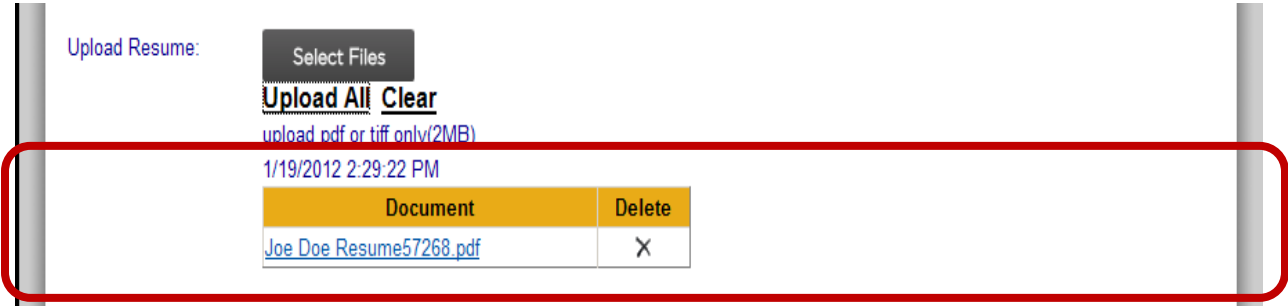 Upload Resume:
Select Files
Upload All Clear
upload pdf or tiff only(2MB)
1/19/2012 2:29:22 PM
Document Delete
Joe Doe Resume57268.pdf X